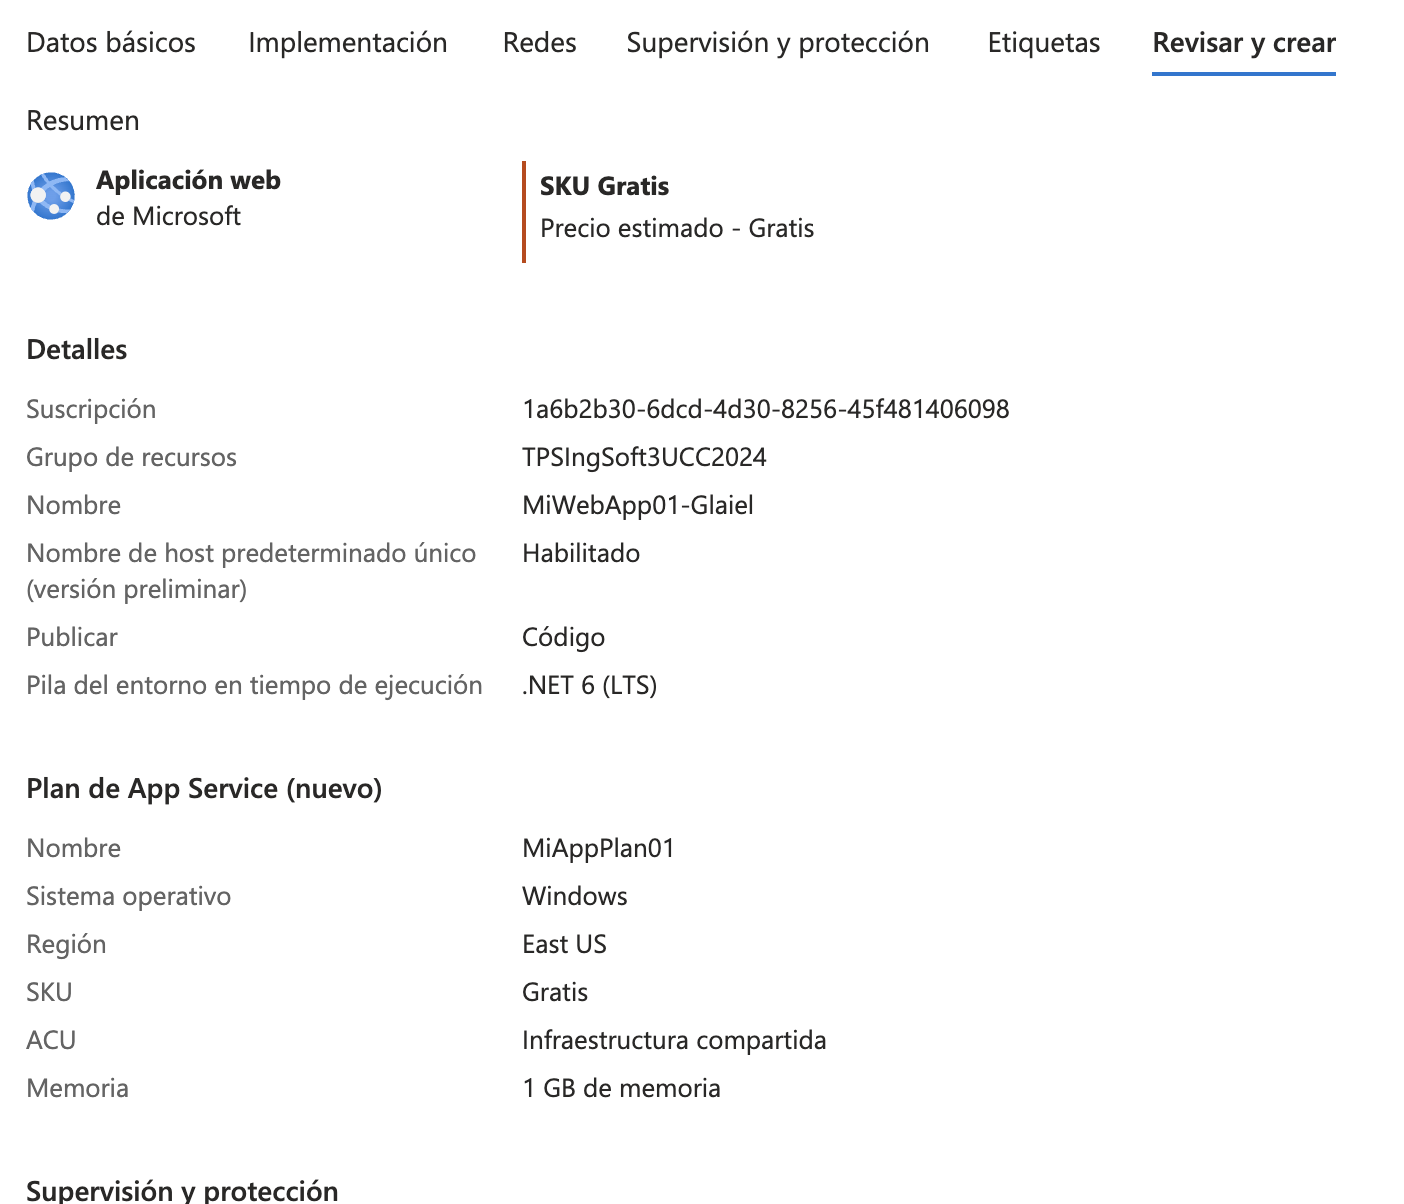 Datos básicos Implementación Redes Supervisión y protección Etiquetas Revisar y crear
Resumen
Aplicación web
de Microsoft
SKU Gratis
Precio estimado - Gratis
Detalles
Suscripción 1a6b2b30-6dcd-4d30-8256-45f481406098
Grupo de recursos TPSIngSoft3UCC2024
Nombre MiWebApp01-Glaiel
Nombre de host predeterminado único Habilitado
(versión preliminar)
Publicar Código
Pila del entorno en tiempo de ejecución .NET 6 (LTS)
Plan de App Service (nuevo)
Nombre MiAppPlan01
Sistema operativo Windows
Región East US
SKU Gratis
ACU Infraestructura compartida
Memoria 1 GB de memoria
Supervisión y protección